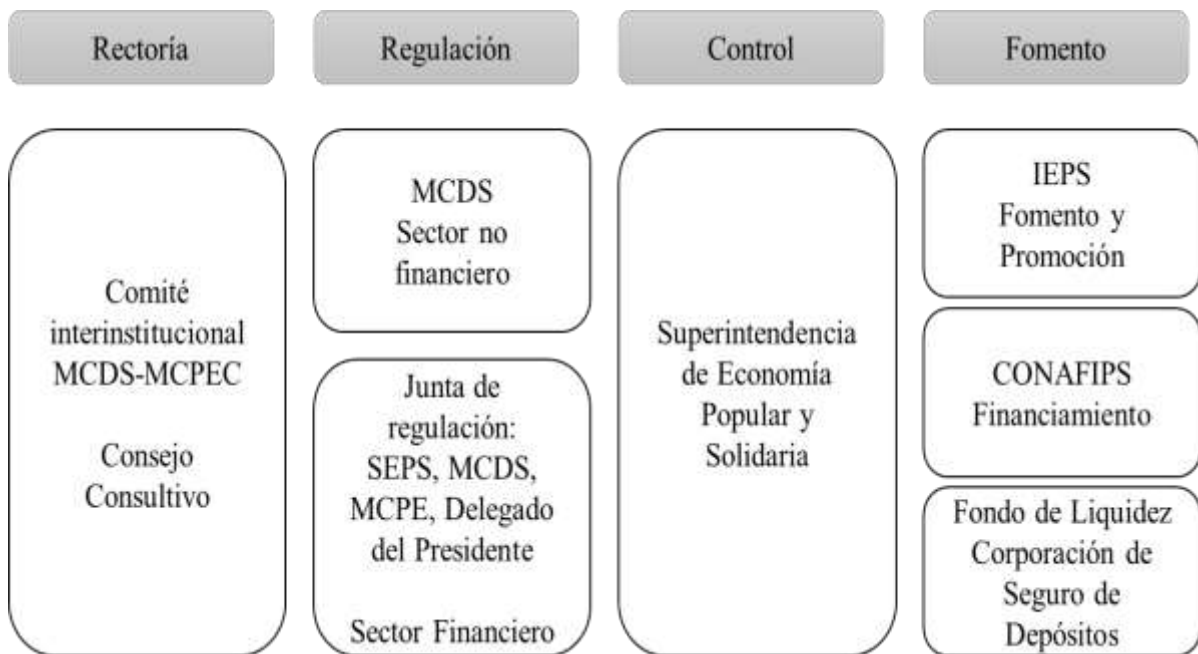 Rectoría
Regulación
Control
Fomento
Comité
interinstitucional
MCDS-MCPEC
Consejo
Consultivo
MCDS
Sector no
financiero
Junta de
regulación:
SEPS, MCDS,
MCPE, Delegado
del Presidente
Sector Financiero
Superintendencia
de Economía
Popular y
Solidaria
IEPS
Fomento y
Promoción
CONAFIPS
Financiamiento
Fondo de Liquidez
Corporación de
Seguro de
Depósitos